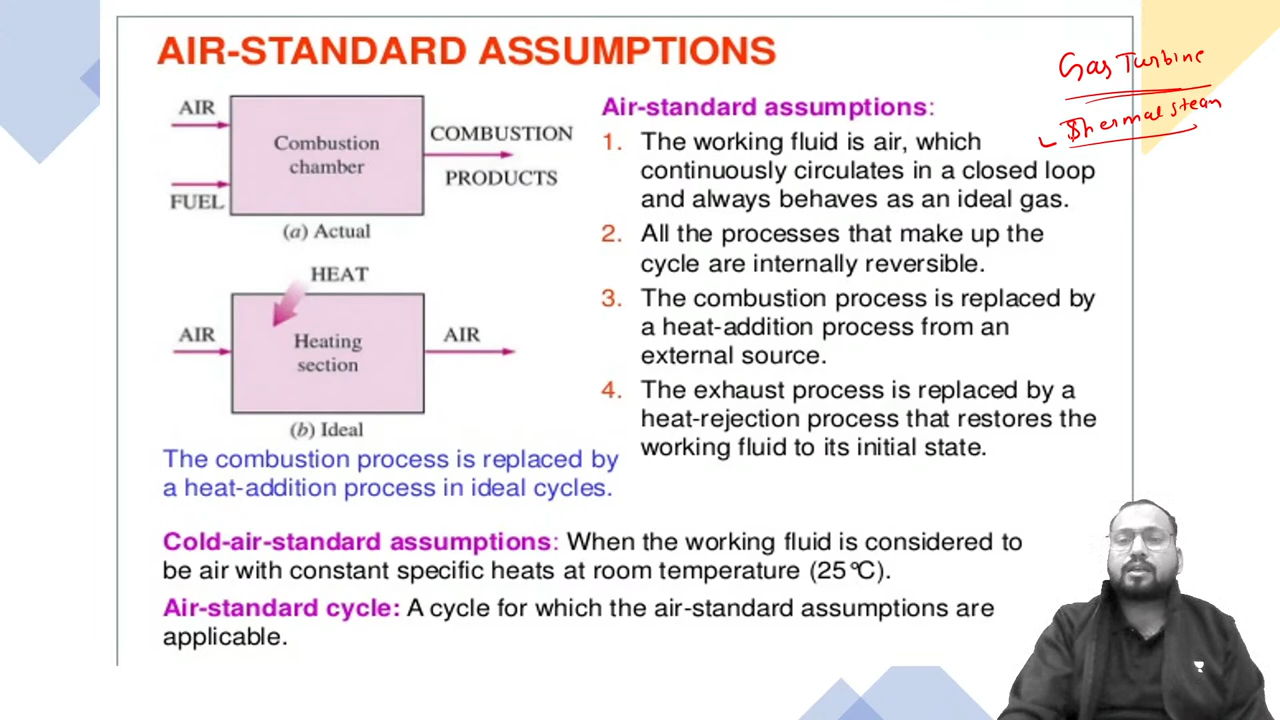 AIR-STANDARD ASSUMPTIONS
Gas Turbine
Thermal Steam
AIR
FUEL
Combustion
chamber
COMBUSTION
PRODUCTS
(a) Actual
HEAT
AIR
Heating
section
AIR
(b) Ideal
The combustion process is replaced by
a heat-addition process in ideal cycles.
Air-standard assumptions:
1. The working fluid is air, which
continuously circulates in a closed loop
and always behaves as an ideal gas.
2. All the processes that make up the
cycle are internally reversible.
3. The combustion process is replaced by
a heat-addition process from an
external source.
4. The exhaust process is replaced by a
heat-rejection process that restores the
working fluid to its initial state.
Cold-air-standard assumptions: When the working fluid is considered to
be air with constant specific heats at room temperature (25°C).
Air-standard cycle: A cycle for which the air-standard assumptions are
applicable.